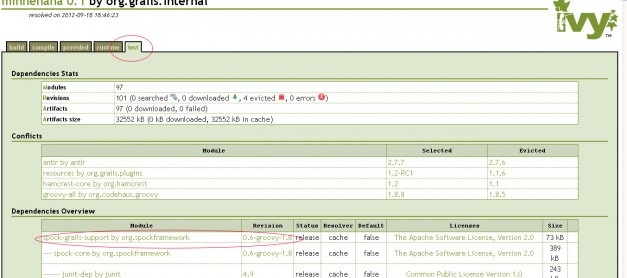 minnehaha 0.1 by org.grails.internal
resolved on 2012-09-18 18:46:23
ivy
TM
build compile provided runtime test
Dependencies Stats
Modules 97
Revisions 101 (0 searched , 0 downloaded , 4 evicted , 0 errors )
Artifacts 97 (0 downloaded, 0 failed)
Artifacts size 32552 kB (0 kB downloaded, 32552 kB in cache)
Conflicts
Module Selected Evicted
antlr by antlr 2.7.7 2.7.6
resources by org.grails.plugins 1.2-RC1 1.1.6
hamcrest-core by org.hamcrest 1.2 1.1
groovy-all by org.codehaus.groovy 1.8.8 1.8.5
Dependencies Overview
Module Revision Status Resolver Default Licenses Size
spock-grails-support by org.spockframework 0.6-groovy-1.8 release cache false The Apache Software License, Version 2.0 73 kB
--- spock-core by org.spockframework 0.6-groovy-1.8 release cache false The Apache Software License, Version 2.0 389 kB
------ junit-dep by junit 4.9 release cache false Common Public License Version 1.0 243